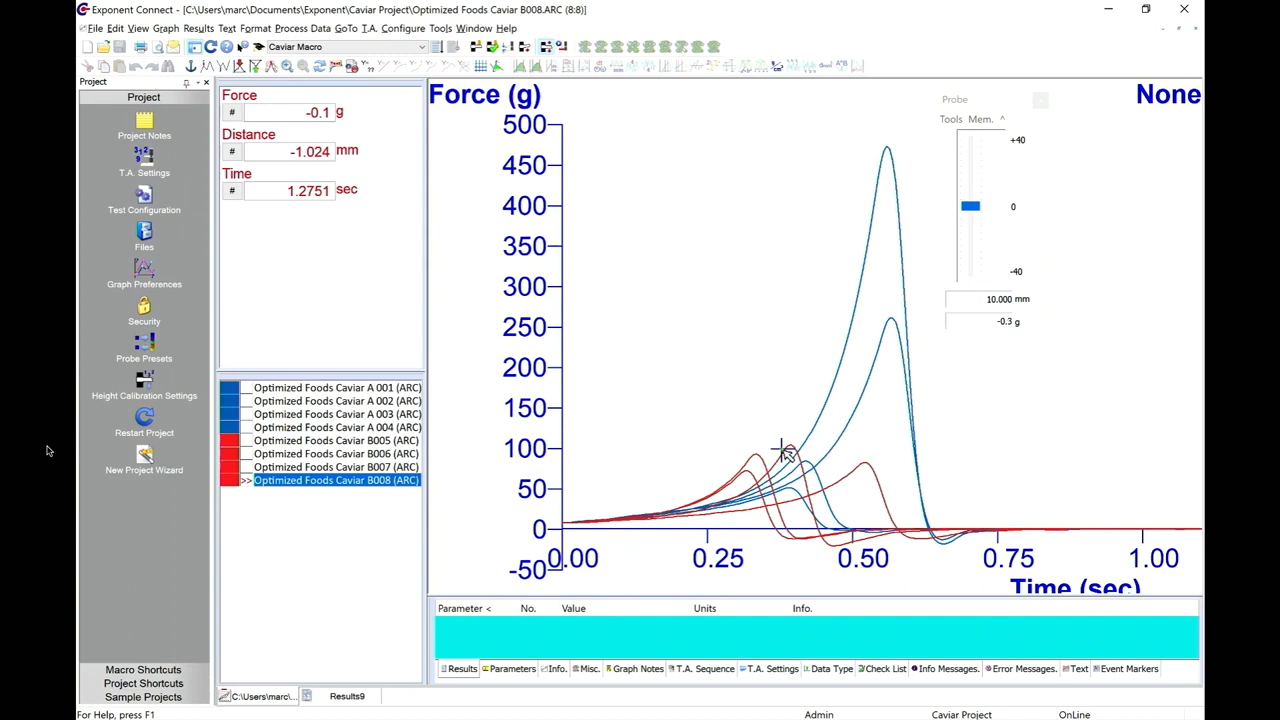 Exponent Connect - [C:\Users\marc\Documents\Exponent\Caviar Project\Optimized Foods Caviar B008.ARC (8:8)]
File Edit View Graph Results Text Format Process Data GoTo T.A. Configure Tools Window Help
Caviar Macro
Project
Project
Project Notes
T.A. Settings
Test Configuration
Files
Graph Preferences
Security
Probe Presets
Height Calibration Settings
Restart Project
New Project Wizard
Macro Shortcuts
Project Shortcuts
Sample Projects
Force
# -0.1 g
Distance
# -1.024 mm
Time
# 1.2751 sec
Optimized Foods Caviar A 001 (ARC)
Optimized Foods Caviar A 002 (ARC)
Optimized Foods Caviar A 003 (ARC)
Optimized Foods Caviar A 004 (ARC)
Optimized Foods Caviar B005 (ARC)
Optimized Foods Caviar B006 (ARC)
Optimized Foods Caviar B007 (ARC)
>> Optimized Foods Caviar B008 (ARC)
C:\Users\marc\... Results9
Force (g) None
500
450
400
350
300
250
200
150
100
50
0
-50
0.00 0.25 0.50 0.75 1.00
Time (sec)
Probe
Tools Mem. ^
+40
0
-40
10.000 mm
-0.3 g
Parameter < No. Value Units Info.
Results Parameters Info. Misc. Graph Notes T.A. Sequence T.A. Settings Data Type Check List Info Messages. Error Messages. Text Event Markers
For Help, press F1 Admin Caviar Project OnLine